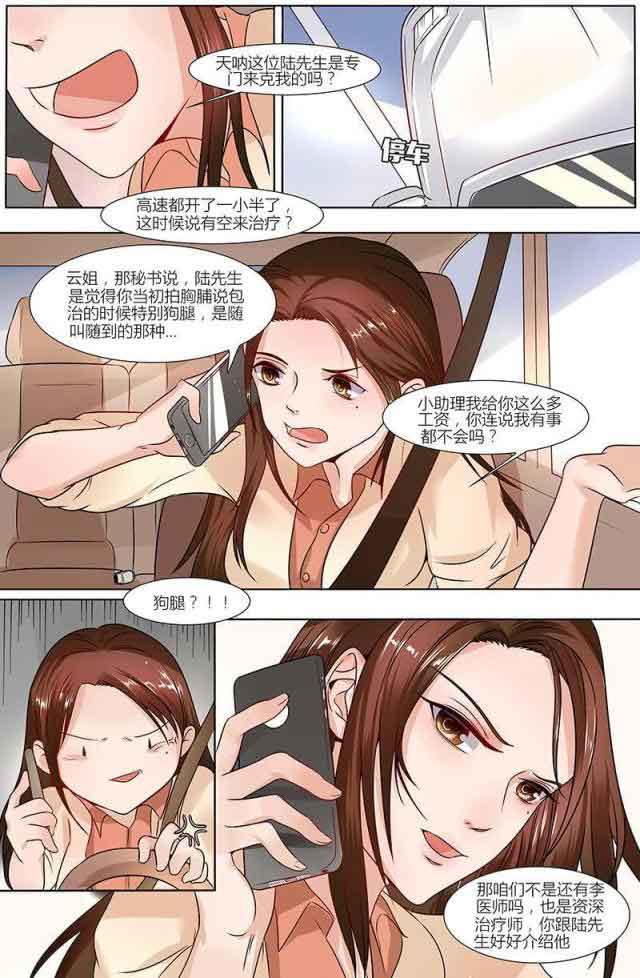 天呐这位陆先生是专
门来克我的吗？
停车
高速都开了一小半了，
这时候说有空来治疗？
云姐，那秘书说，陆先生
是觉得你当初拍胸脯说包
治的时候特别狗腿，是随
叫随到的那种...
小助理我给你这么多
工资，你连说我有事
都不会吗？
狗腿？！！！
那咱们不是还有李
医师吗，也是资深
治疗师，你跟陆先
生好好介绍他